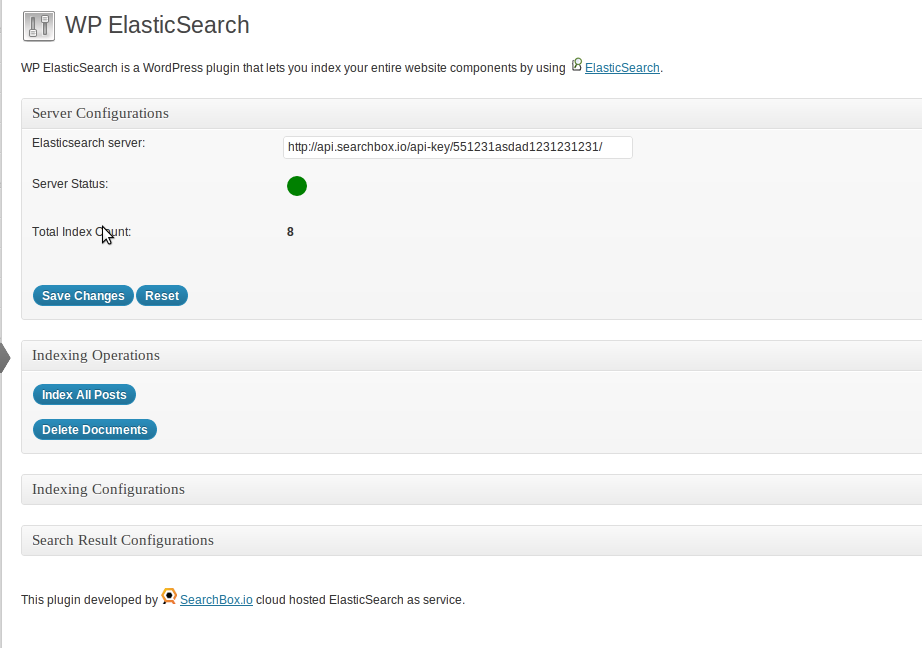 WP ElasticSearch
WP ElasticSearch is a WordPress plugin that lets you index your entire website components by using ElasticSearch.
Server Configurations
Elasticsearch server: http://api.searchbox.io/api-key/551231asdad1231231231/
Server Status:
Total Index Count: 8
Save Changes Reset
Indexing Operations
Index All Posts
Delete Documents
Indexing Configurations
Search Result Configurations
This plugin developed by SearchBox.io cloud hosted ElasticSearch as service.